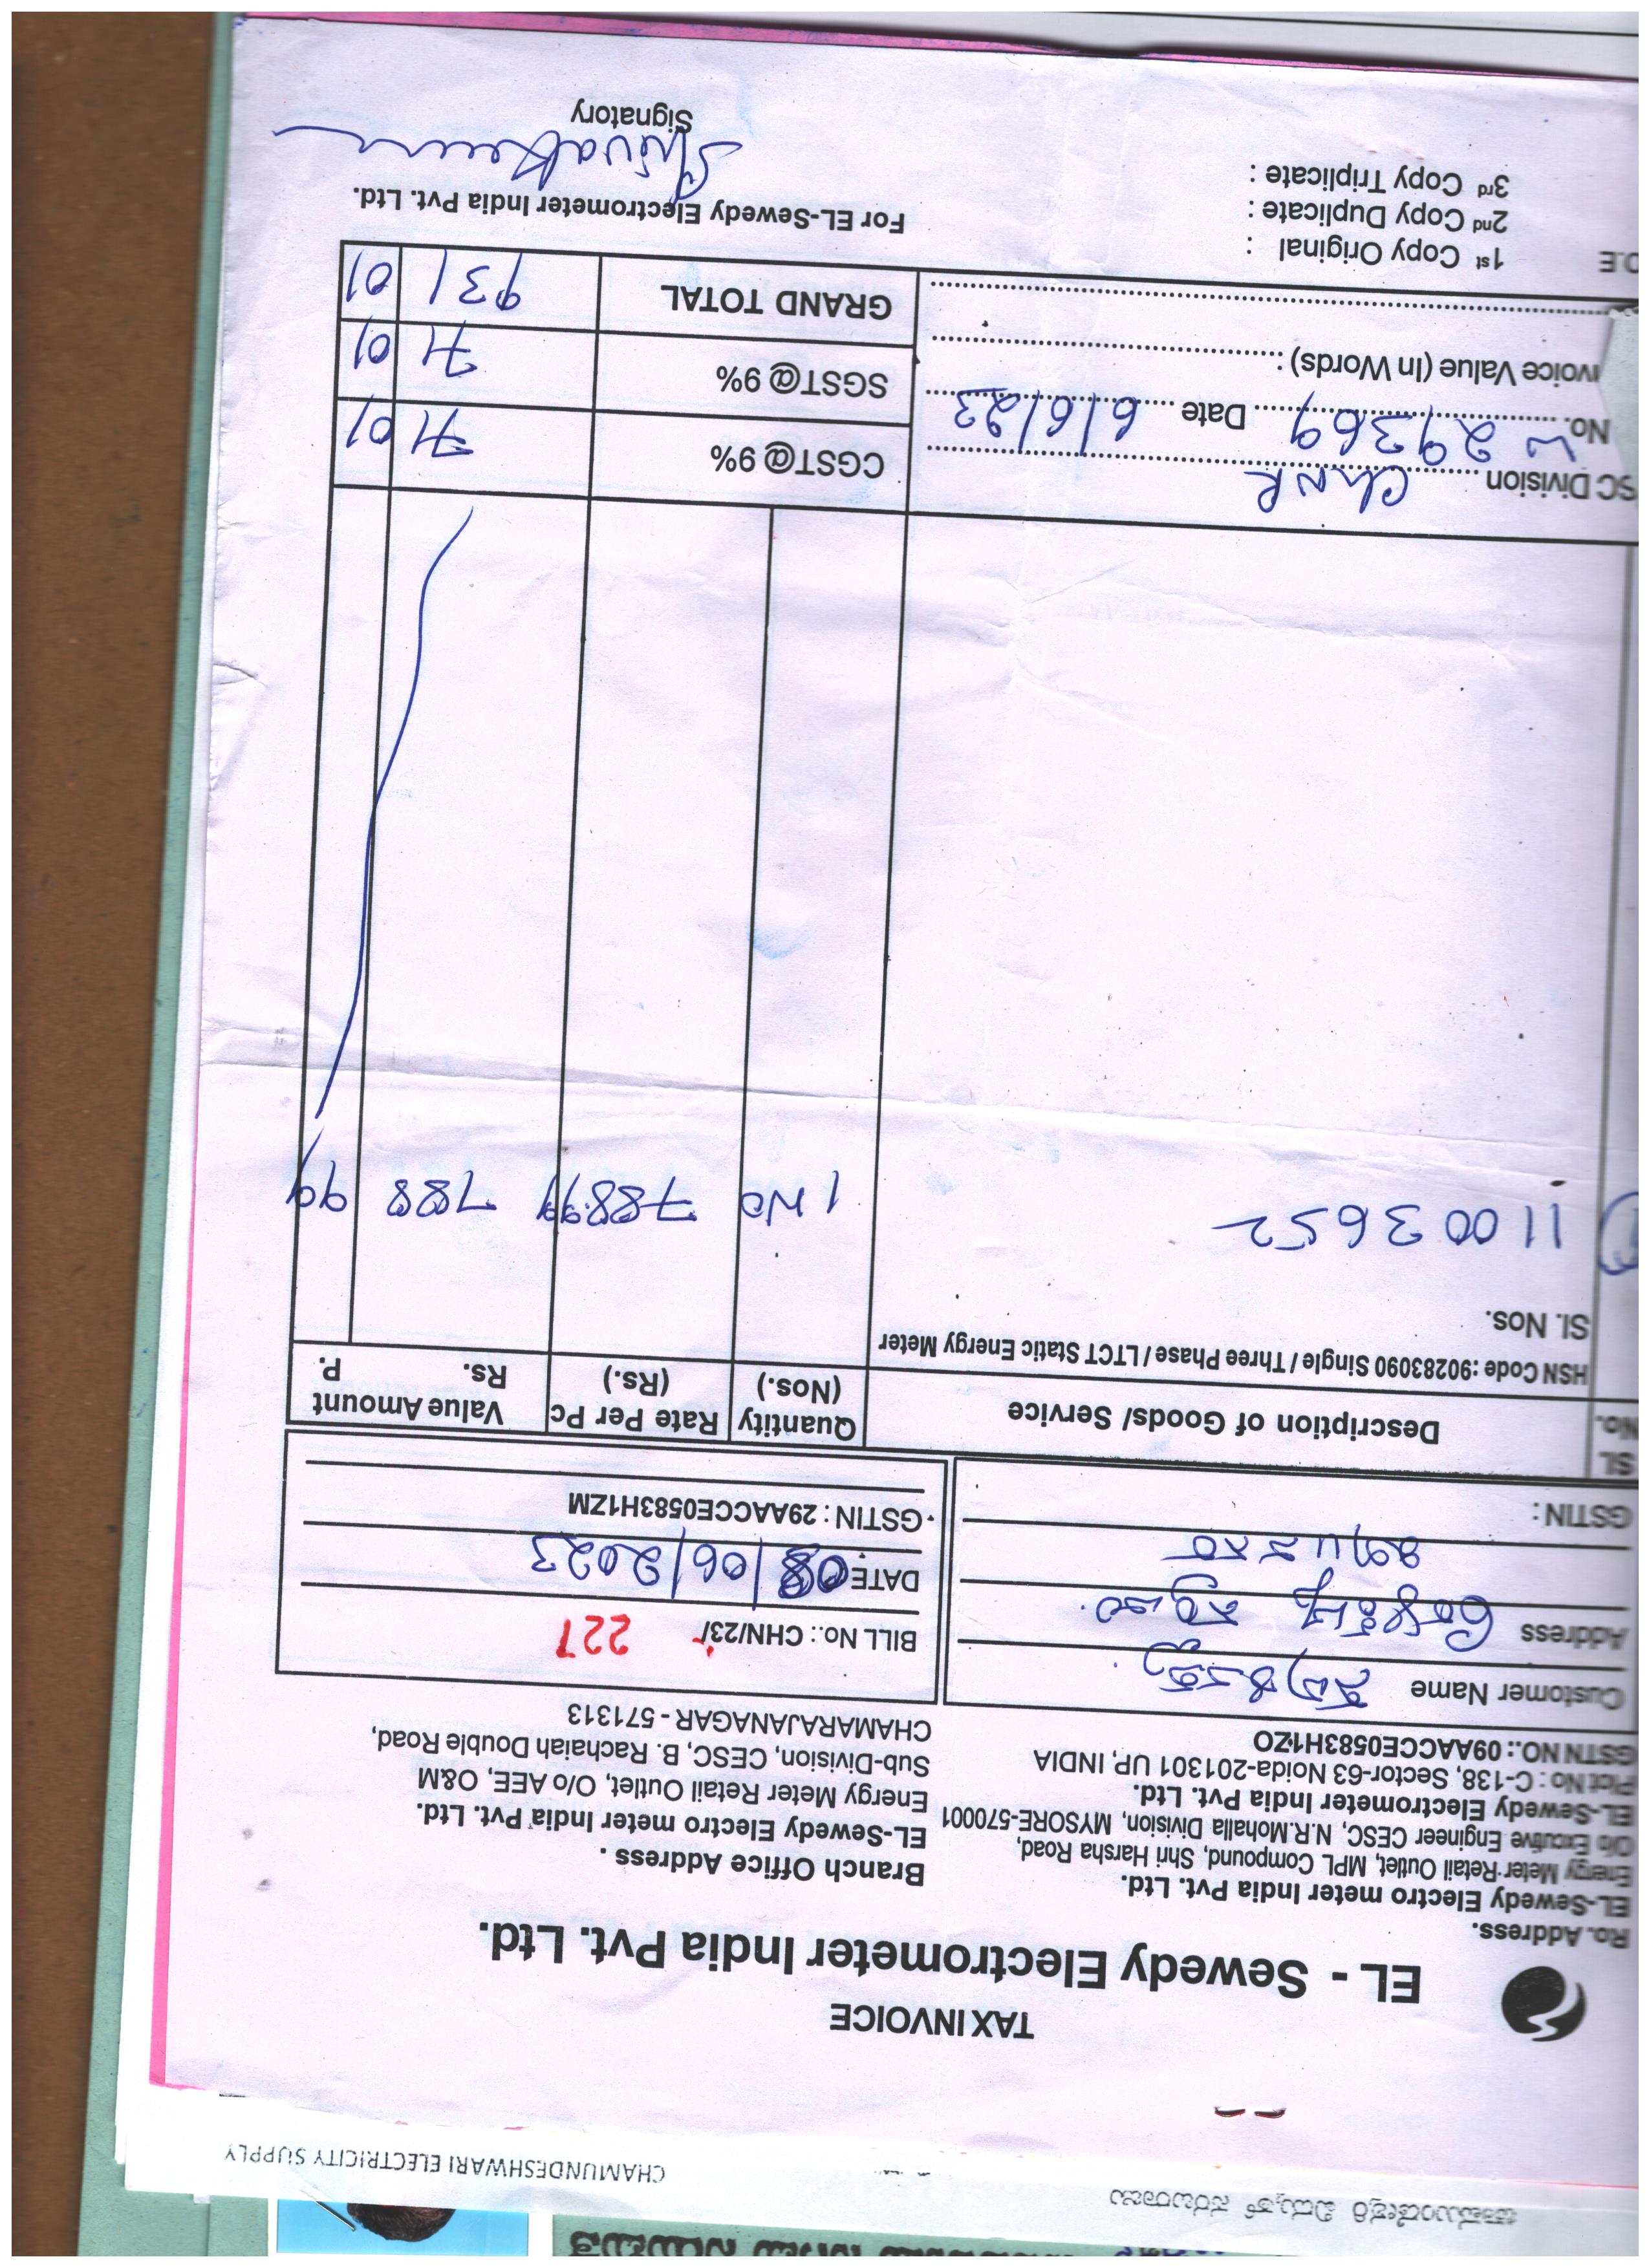 ಚಾಮುಂಡೇಶ್ವರಿ ವಿದ್ಯುತ್ ಸರಬರಾಜು
CHAMUNDESHWARI ELECTRICITY SUPPLY
TAX INVOICE
EL - Sewedy Electrometer India Pvt. Ltd.
Ro. Address.
EL-Sewedy Electro meter India Pvt. Ltd.
Energy Meter Retail Outlet, MPL Compound, Shri Harsha Road,
O/o Excutive Engineer CESC, N.R.Mohalla Division, MYSORE-570001
EL-Sewedy Electrometer India Pvt. Ltd.
Plot No : C-138, Sector-63 Noida-201301 UP, INDIA
GSTN NO.: 09AACCE0583H1ZO
Branch Office Address .
EL-Sewedy Electro meter India Pvt. Ltd.
Energy Meter Retail Outlet, O/o AEE, O&M
Sub-Division, CESC, B. Rachaiah Double Road,
CHAMARAJANAGAR - 571313
Customer Name
Address
GSTIN :
BILL No.: CHN/23/ 227
DATE 08/06/2023
GSTIN : 29AACCE0583H1ZM
SL No. Description of Goods/ Service Quantity (Nos.) Rate Per Pc (Rs.) Value Amount Rs. P.
HSN Code :90283090 Single / Three Phase / LTCT Static Energy Meter
Sl. Nos.
1 11003652 1 No 788.99 788 99
SC Division ChNR
No. 29369 Date 6/6/23
Invoice Value (In Words) :
CGST@ 9% 71 01
SGST@ 9% 71 01
GRAND TOTAL 931 01
D.E
1st Copy Original :
2nd Copy Duplicate :
3rd Copy Triplicate :
For EL-Sewedy Electrometer India Pvt. Ltd.
Signatory